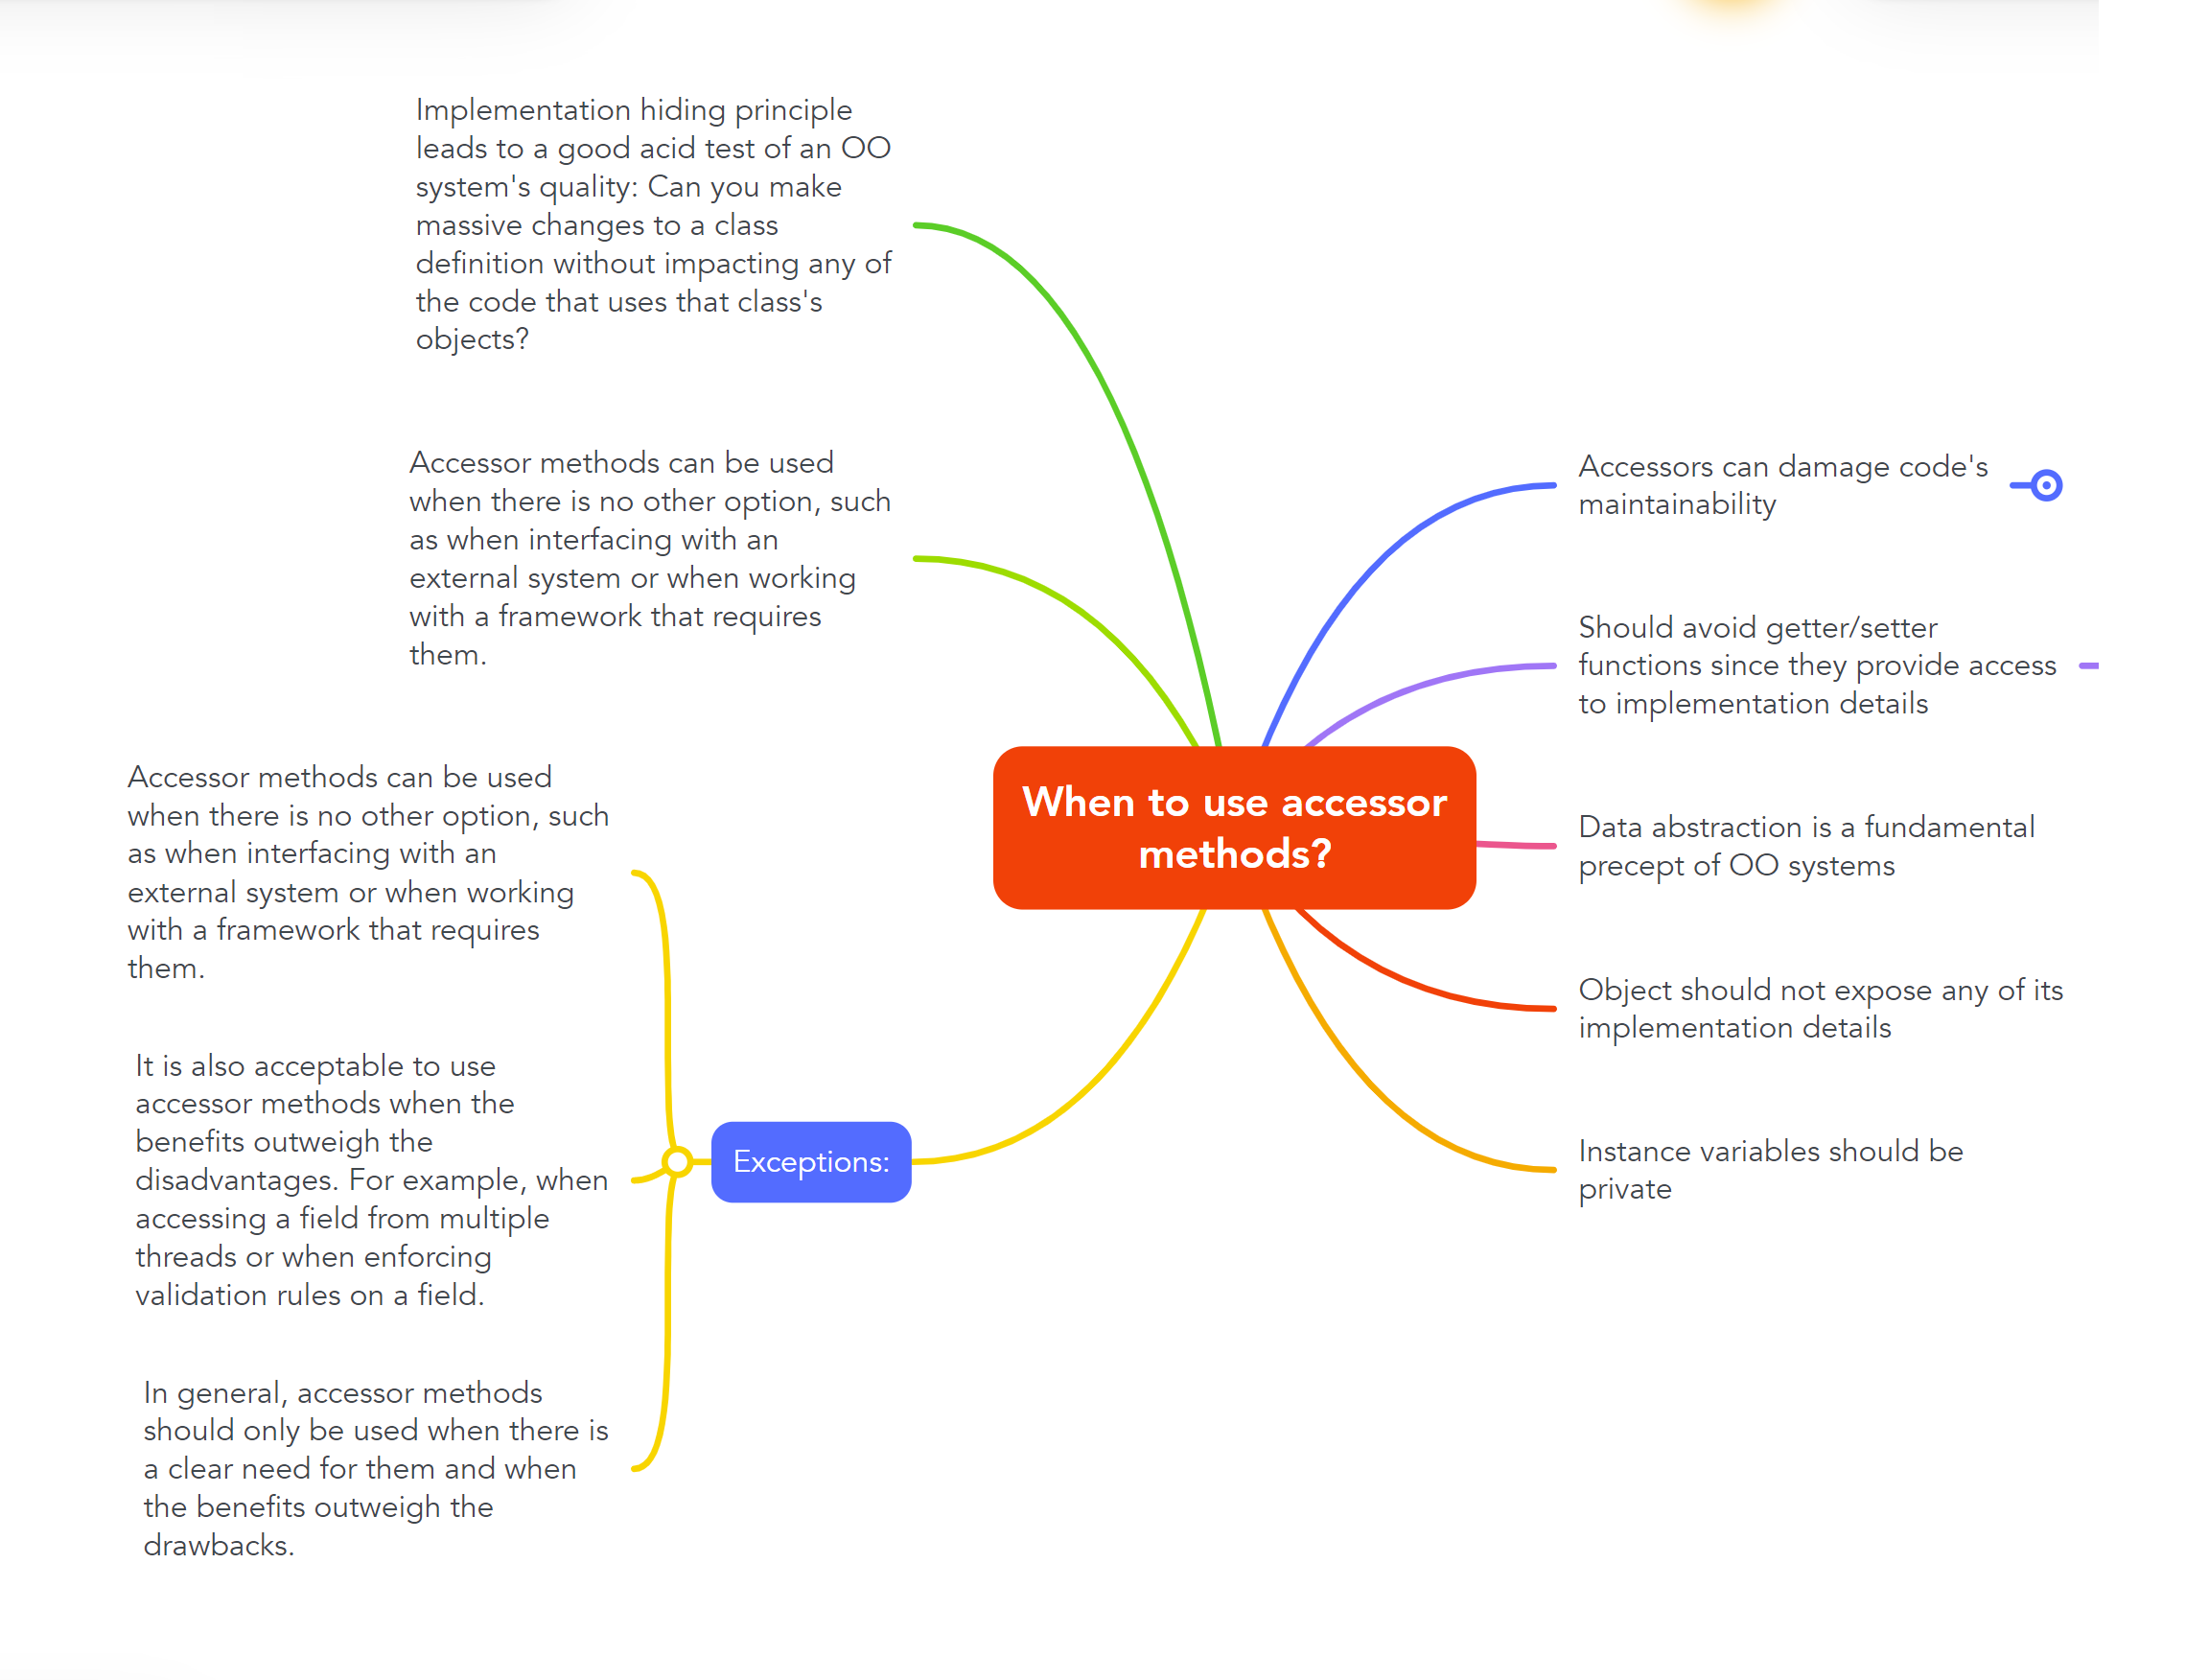 Implementation hiding principle
leads to a good acid test of an OO
system's quality: Can you make
massive changes to a class
definition without impacting any of
the code that uses that class's
objects?
Accessor methods can be used
when there is no other option, such
as when interfacing with an
external system or when working
with a framework that requires
them.
Accessor methods can be used
when there is no other option, such
as when interfacing with an
external system or when working
with a framework that requires
them.
It is also acceptable to use
accessor methods when the
benefits outweigh the
disadvantages. For example, when
accessing a field from multiple
threads or when enforcing
validation rules on a field.
In general, accessor methods
should only be used when there is
a clear need for them and when
the benefits outweigh the
drawbacks.
Exceptions:
When to use accessor
methods?
Accessors can damage code's
maintainability
Should avoid getter/setter
functions since they provide access
to implementation details
Data abstraction is a fundamental
precept of OO systems
Object should not expose any of its
implementation details
Instance variables should be
private